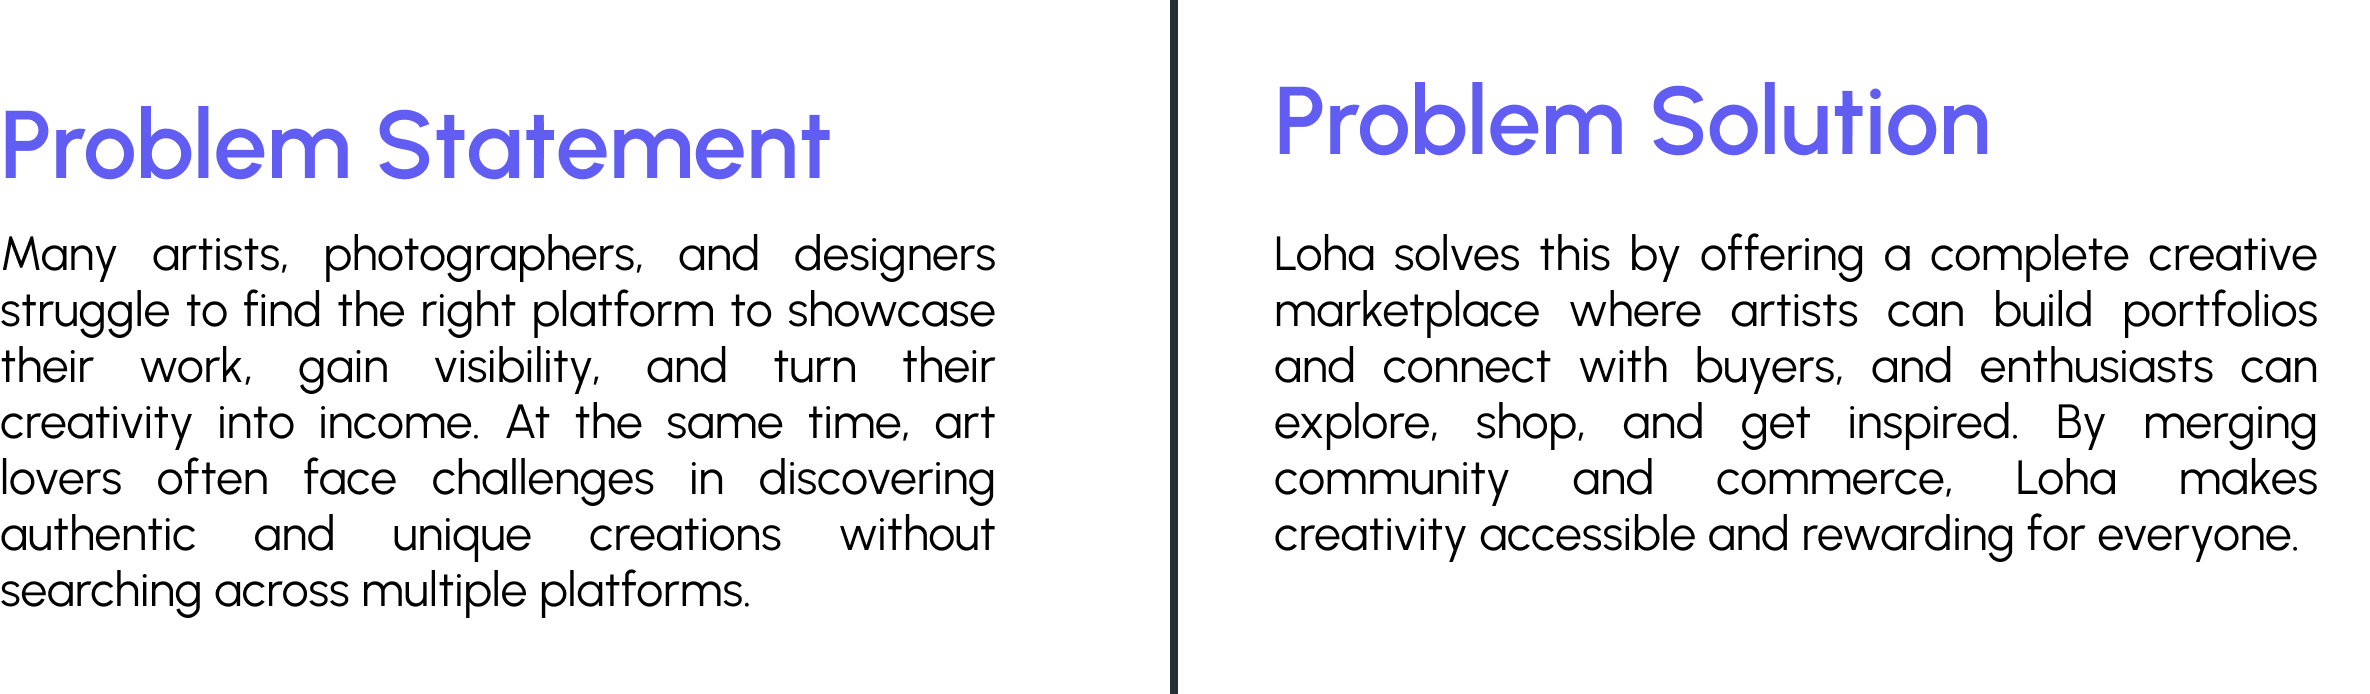 Problem Statement
Many artists, photographers, and designers
struggle to find the right platform to showcase
their work, gain visibility, and turn their
creativity into income. At the same time, art
lovers often face challenges in discovering
authentic and unique creations without
searching across multiple platforms.
Problem Solution
Loha solves this by offering a complete creative
marketplace where artists can build portfolios
and connect with buyers, and enthusiasts can
explore, shop, and get inspired. By merging
community and commerce, Loha makes
creativity accessible and rewarding for everyone.